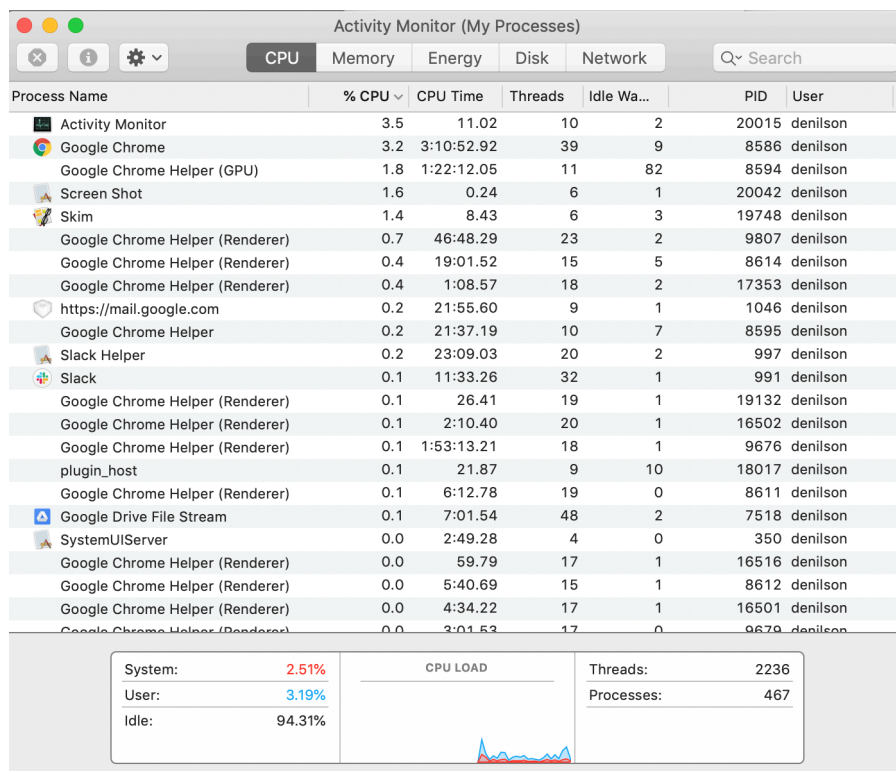 Activity Monitor (My Processes)
CPU Memory Energy Disk Network Search
Process Name % CPU CPU Time Threads Idle Wa... PID User
Activity Monitor 3.5 11.02 10 2 20015 denilson
Google Chrome 3.2 3:10:52.92 39 9 8586 denilson
Google Chrome Helper (GPU) 1.8 1:22:12.05 11 82 8594 denilson
Screen Shot 1.6 0.24 6 1 20042 denilson
Skim 1.4 8.43 6 3 19748 denilson
Google Chrome Helper (Renderer) 0.7 46:48.29 23 2 9807 denilson
Google Chrome Helper (Renderer) 0.4 19:01.52 15 5 8614 denilson
Google Chrome Helper (Renderer) 0.4 1:08.57 18 2 17353 denilson
https://mail.google.com 0.2 21:55.60 9 1 1046 denilson
Google Chrome Helper 0.2 21:37.19 10 7 8595 denilson
Slack Helper 0.2 23:09.03 20 2 997 denilson
Slack 0.1 11:33.26 32 1 991 denilson
Google Chrome Helper (Renderer) 0.1 26.41 19 1 19132 denilson
Google Chrome Helper (Renderer) 0.1 2:10.40 20 1 16502 denilson
Google Chrome Helper (Renderer) 0.1 1:53:13.21 18 1 9676 denilson
plugin_host 0.1 21.87 9 10 18017 denilson
Google Chrome Helper (Renderer) 0.1 6:12.78 19 0 8611 denilson
Google Drive File Stream 0.1 7:01.54 48 2 7518 denilson
SystemUIServer 0.0 2:49.28 4 0 350 denilson
Google Chrome Helper (Renderer) 0.0 59.79 17 1 16516 denilson
Google Chrome Helper (Renderer) 0.0 5:40.69 15 1 8612 denilson
Google Chrome Helper (Renderer) 0.0 4:34.22 17 1 16501 denilson
Google Chrome Helper (Renderer) 0.0 3:01.53 17 0 9679 denilson
System: 2.51% CPU LOAD Threads: 2236
User: 3.19% Processes: 467
Idle: 94.31%